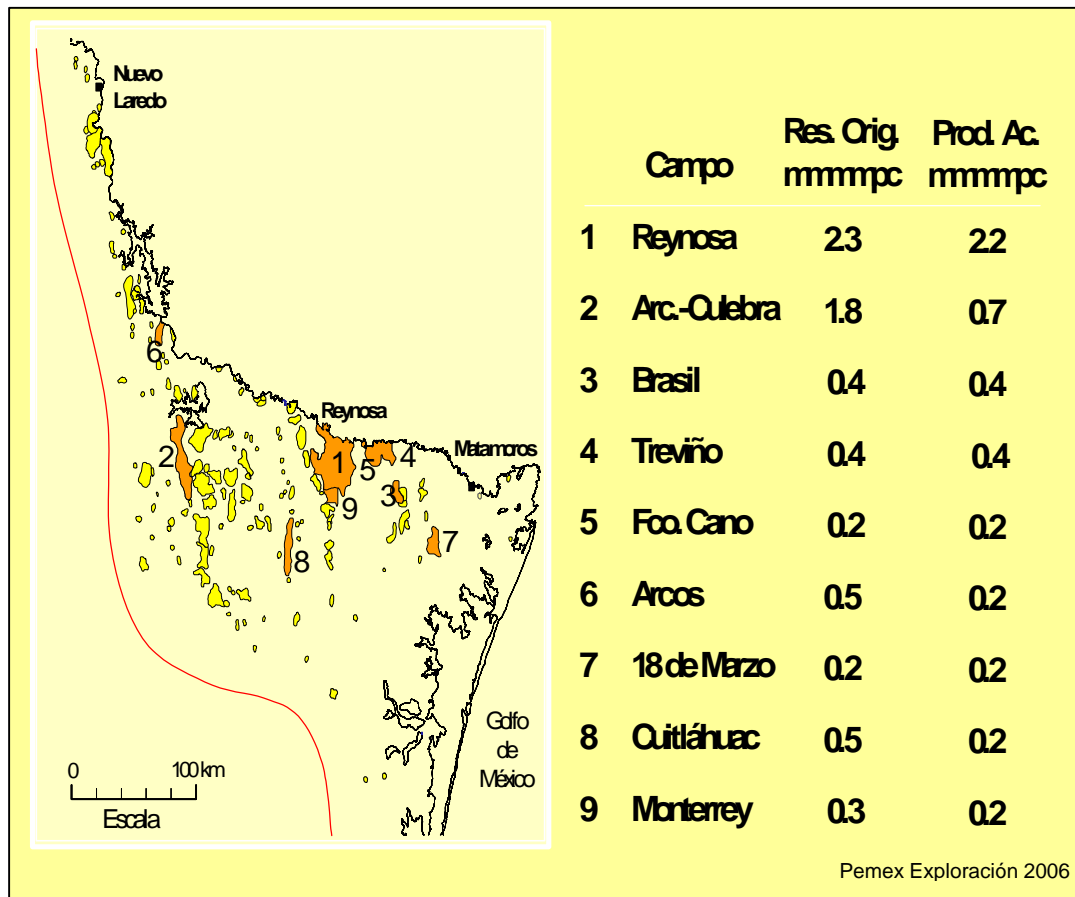 Nuevo
Laredo
6
Reynosa
Matamoros
2
1
5
4
3
9
7
8
Golfo
de
México
0 100 km
Escala
Campo Res. Orig. mmmmpc Prod. Ac. mmmmpc
1 Reynosa 2.3 2.2
2 Arc.-Culebra 1.8 0.7
3 Brasil 0.4 0.4
4 Treviño 0.4 0.4
5 Fco. Cano 0.2 0.2
6 Arcos 0.5 0.2
7 18 de Marzo 0.2 0.2
8 Cuitláhuac 0.5 0.2
9 Monterrey 0.3 0.2
Pemex Exploración 2006